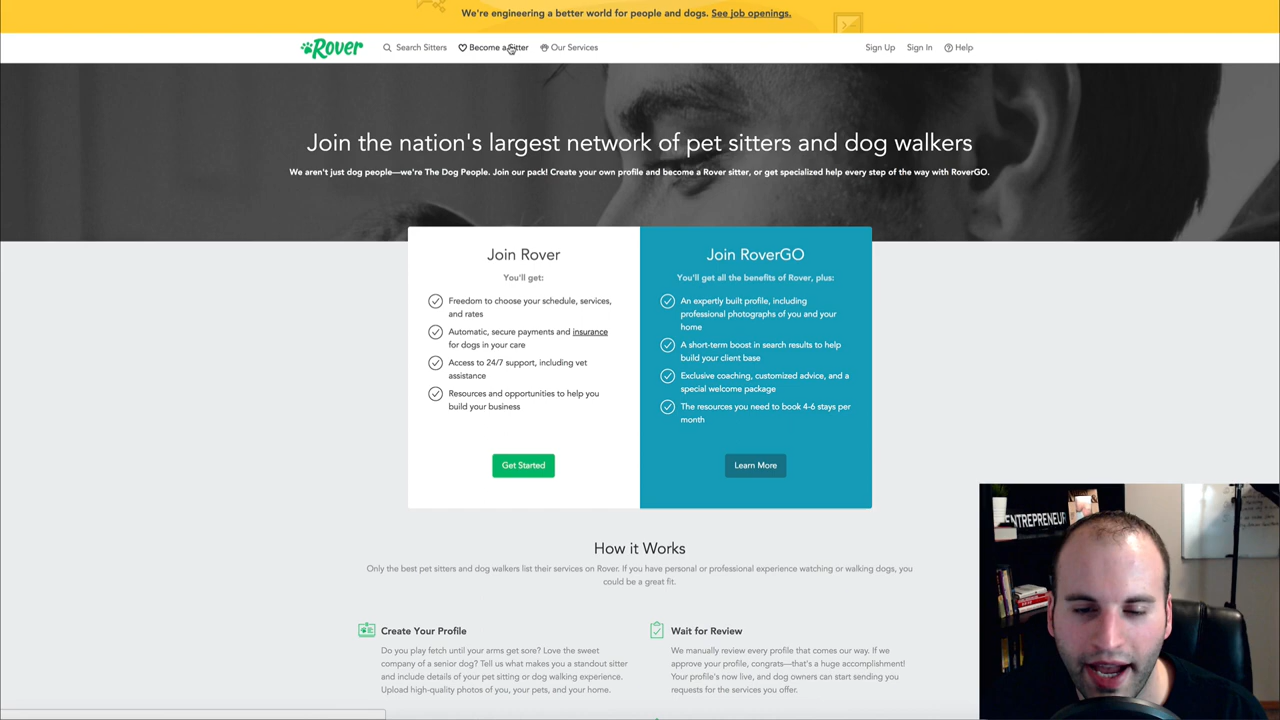 We're engineering a better world for people and dogs. See job openings.
Rover Search Sitters Become a Sitter Our Services Sign Up Sign In Help
Join the nation's largest network of pet sitters and dog walkers
We aren't just dog people—we're The Dog People. Join our pack! Create your own profile and become a Rover sitter, or get specialized help every step of the way with RoverGO.
Join Rover
You'll get:
Freedom to choose your schedule, services,
and rates
Automatic, secure payments and insurance
for dogs in your care
Access to 24/7 support, including vet
assistance
Resources and opportunities to help you
build your business
Get Started
Join RoverGO
You'll get all the benefits of Rover, plus:
An expertly built profile, including
professional photographs of you and your
home
A short-term boost in search results to help
build your client base
Exclusive coaching, customized advice, and a
special welcome package
The resources you need to book 4-6 stays per
month
Learn More
How it Works
Only the best pet sitters and dog walkers list their services on Rover. If you have personal or professional experience watching or walking dogs, you
could be a great fit.
Create Your Profile
Do you play fetch until your arms get sore? Love the sweet
company of a senior dog? Tell us what makes you a standout sitter
and include details of your pet sitting or dog walking experience.
Upload high-quality photos of you, your pets, and your home.
Wait for Review
We manually review every profile that comes our way. If we
approve your profile, congrats—that's a huge accomplishment!
Your profile's now live, and dog owners can start sending you
requests for the services you offer.
ENTREPRENEUR
&